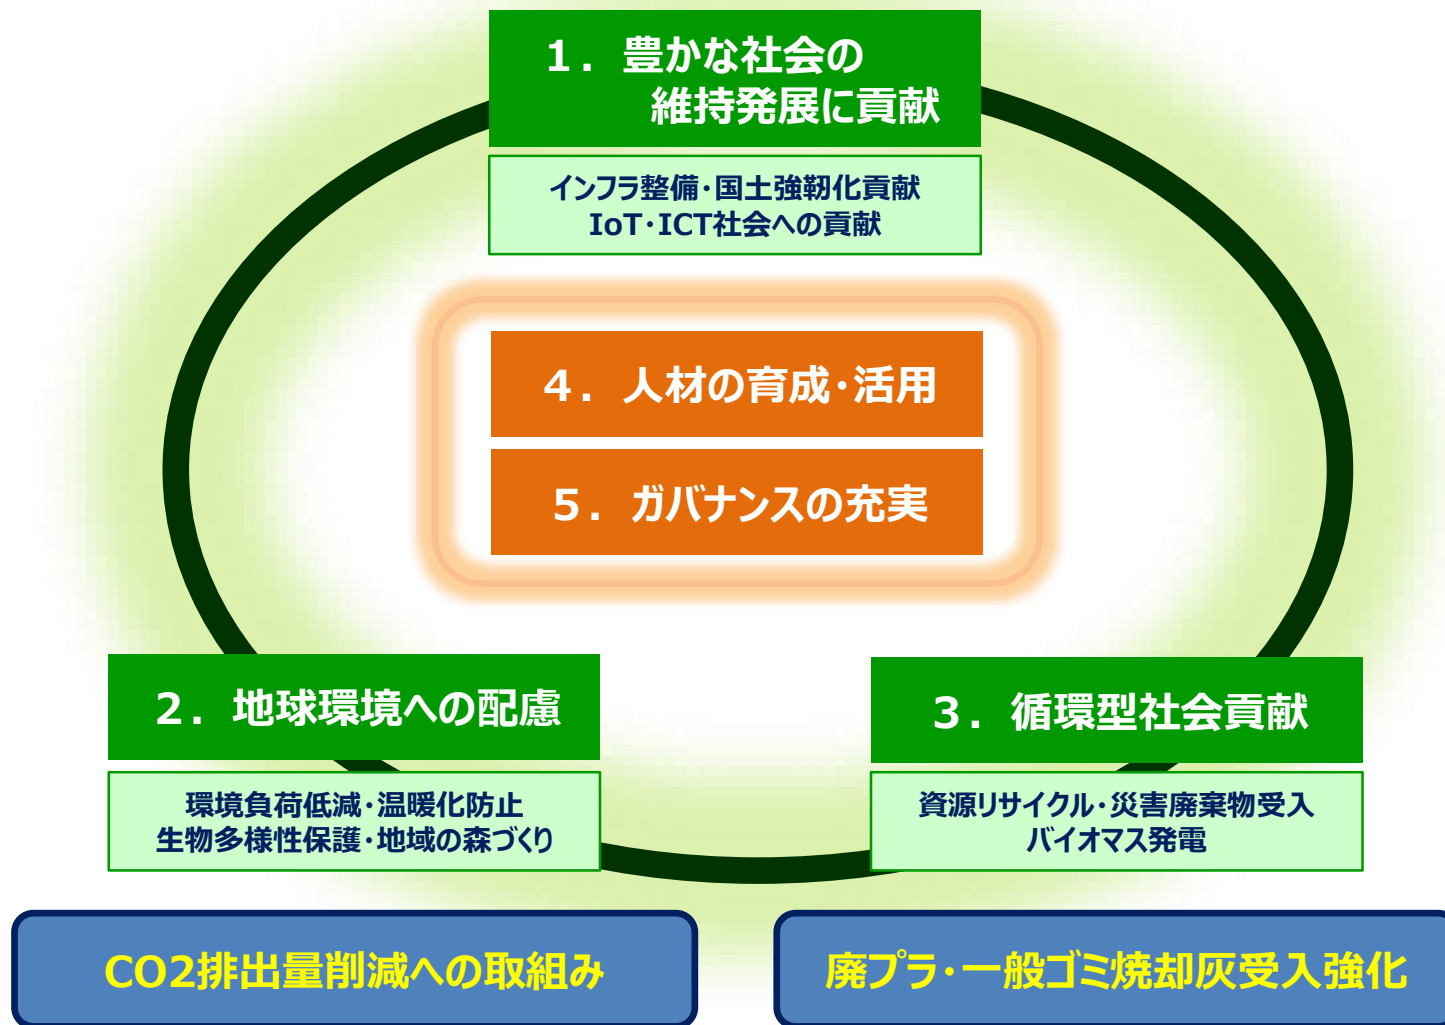 １．豊かな社会の
維持発展に貢献
インフラ整備・国土強靭化貢献
IoT・ICT社会への貢献
４．人材の育成・活用
５．ガバナンスの充実
２．地球環境への配慮
環境負荷低減・温暖化防止
生物多様性保護・地域の森づくり
３．循環型社会貢献
資源リサイクル・災害廃棄物受入
バイオマス発電
CO2排出量削減への取組み
廃プラ・一般ゴミ焼却灰受入強化